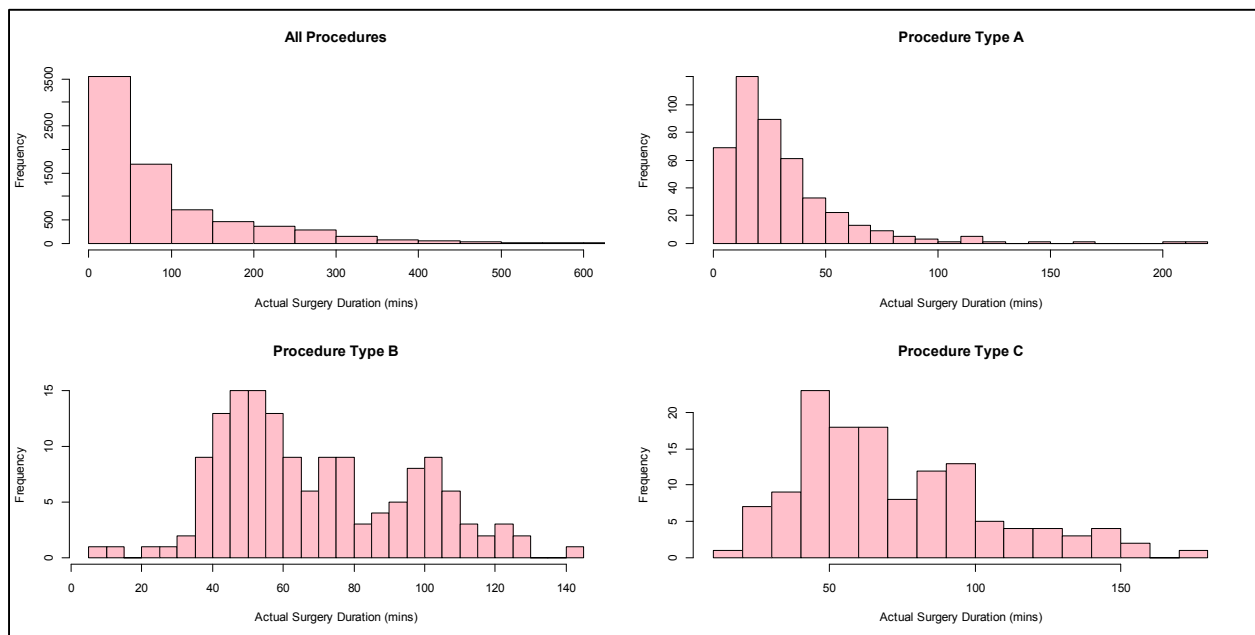 All Procedures
Frequency
3500
2500
1500
500
0
0 100 200 300 400 500 600
Actual Surgery Duration (mins)
Procedure Type A
Frequency
100
80
60
40
20
0
0 50 100 150 200
Actual Surgery Duration (mins)
Procedure Type B
Frequency
15
10
5
0
0 20 40 60 80 100 120 140
Actual Surgery Duration (mins)
Procedure Type C
Frequency
20
15
10
5
0
50 100 150
Actual Surgery Duration (mins)